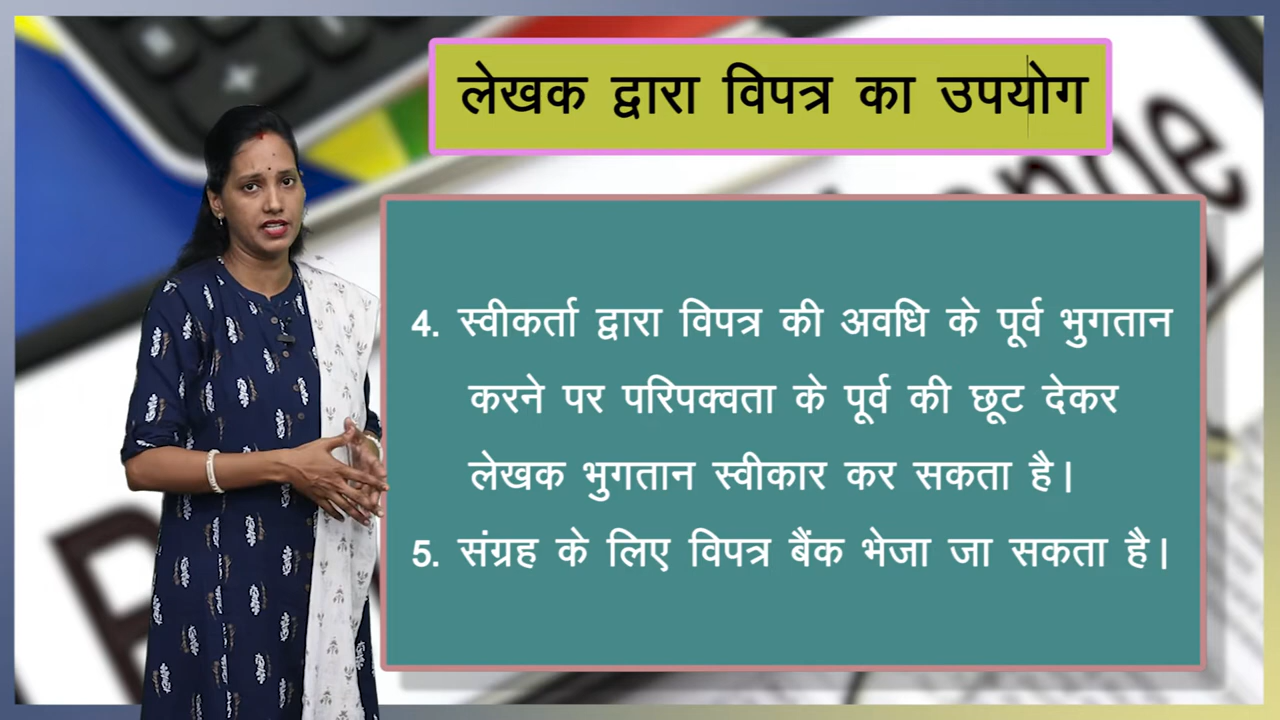 लेखक द्वारा विपत्र का उपयोग
4. स्वीकर्ता द्वारा विपत्र की अवधि के पूर्व भुगतान
करने पर परिपक्वता के पूर्व की छूट देकर
लेखक भुगतान स्वीकार कर सकता है।
5. संग्रह के लिए विपत्र बैंक भेजा जा सकता है।